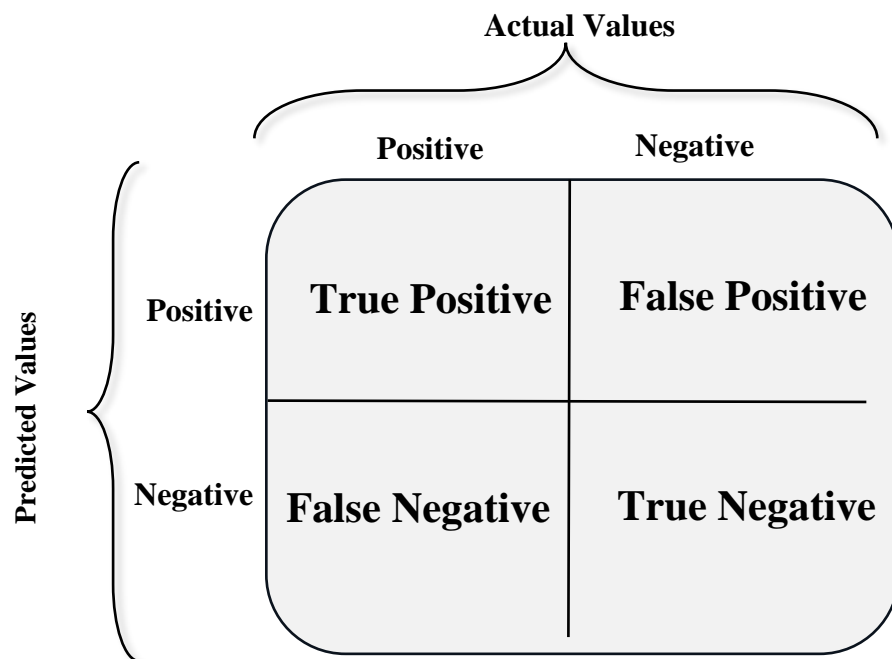 Actual Values
Positive
Negative
Predicted Values
Positive
True Positive
False Positive
Negative
False Negative
True Negative